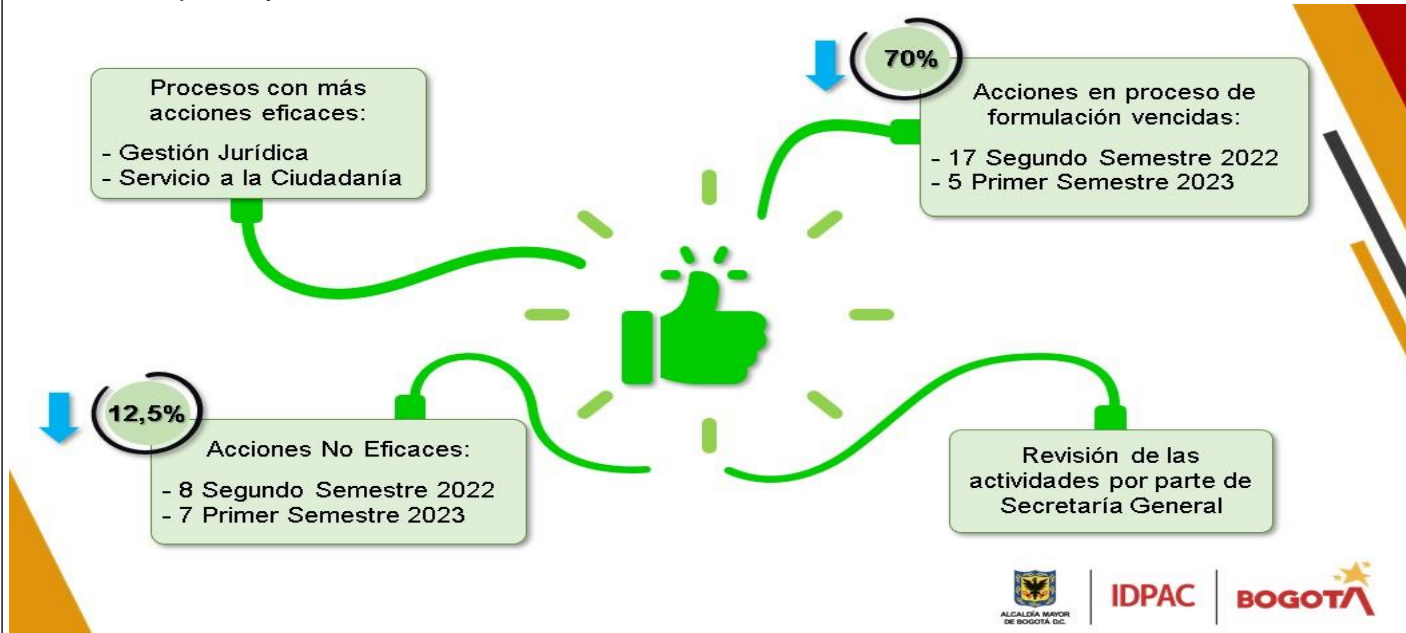 Procesos con más
acciones eficaces:
- Gestión Jurídica
- Servicio a la Ciudadanía
70%
Acciones en proceso de
formulación vencidas:
- 17 Segundo Semestre 2022
- 5 Primer Semestre 2023
12,5%
Acciones No Eficaces:
- 8 Segundo Semestre 2022
- 7 Primer Semestre 2023
Revisión de las
actividades por parte de
Secretaría General
ALCALDÍA MAYOR
DE BOGOTÁ D.C.
IDPAC
BOGOTÁ